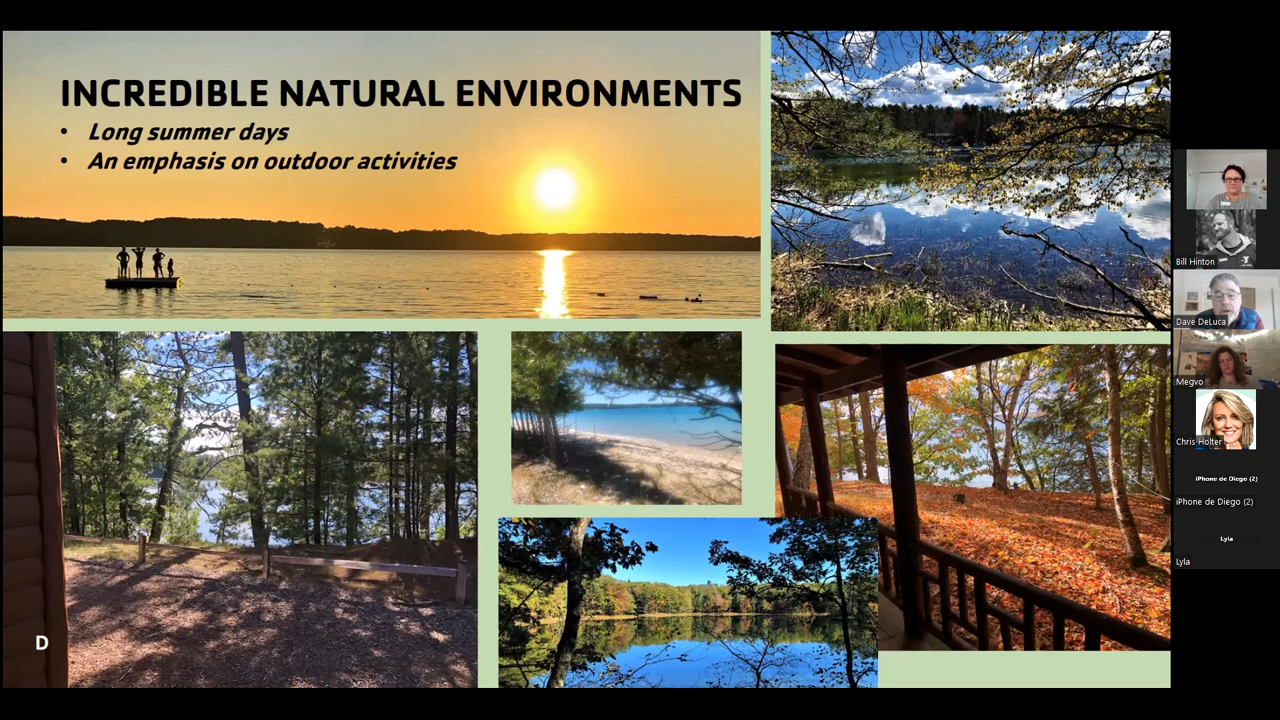 INCREDIBLE NATURAL ENVIRONMENTS
• Long summer days
• An emphasis on outdoor activities
D
Bill Hinton
Dave DeLuca
Megvo
Chris Holter
iPhone de Diego (2)
iPhone de Diego (2)
Lyla
Lyla